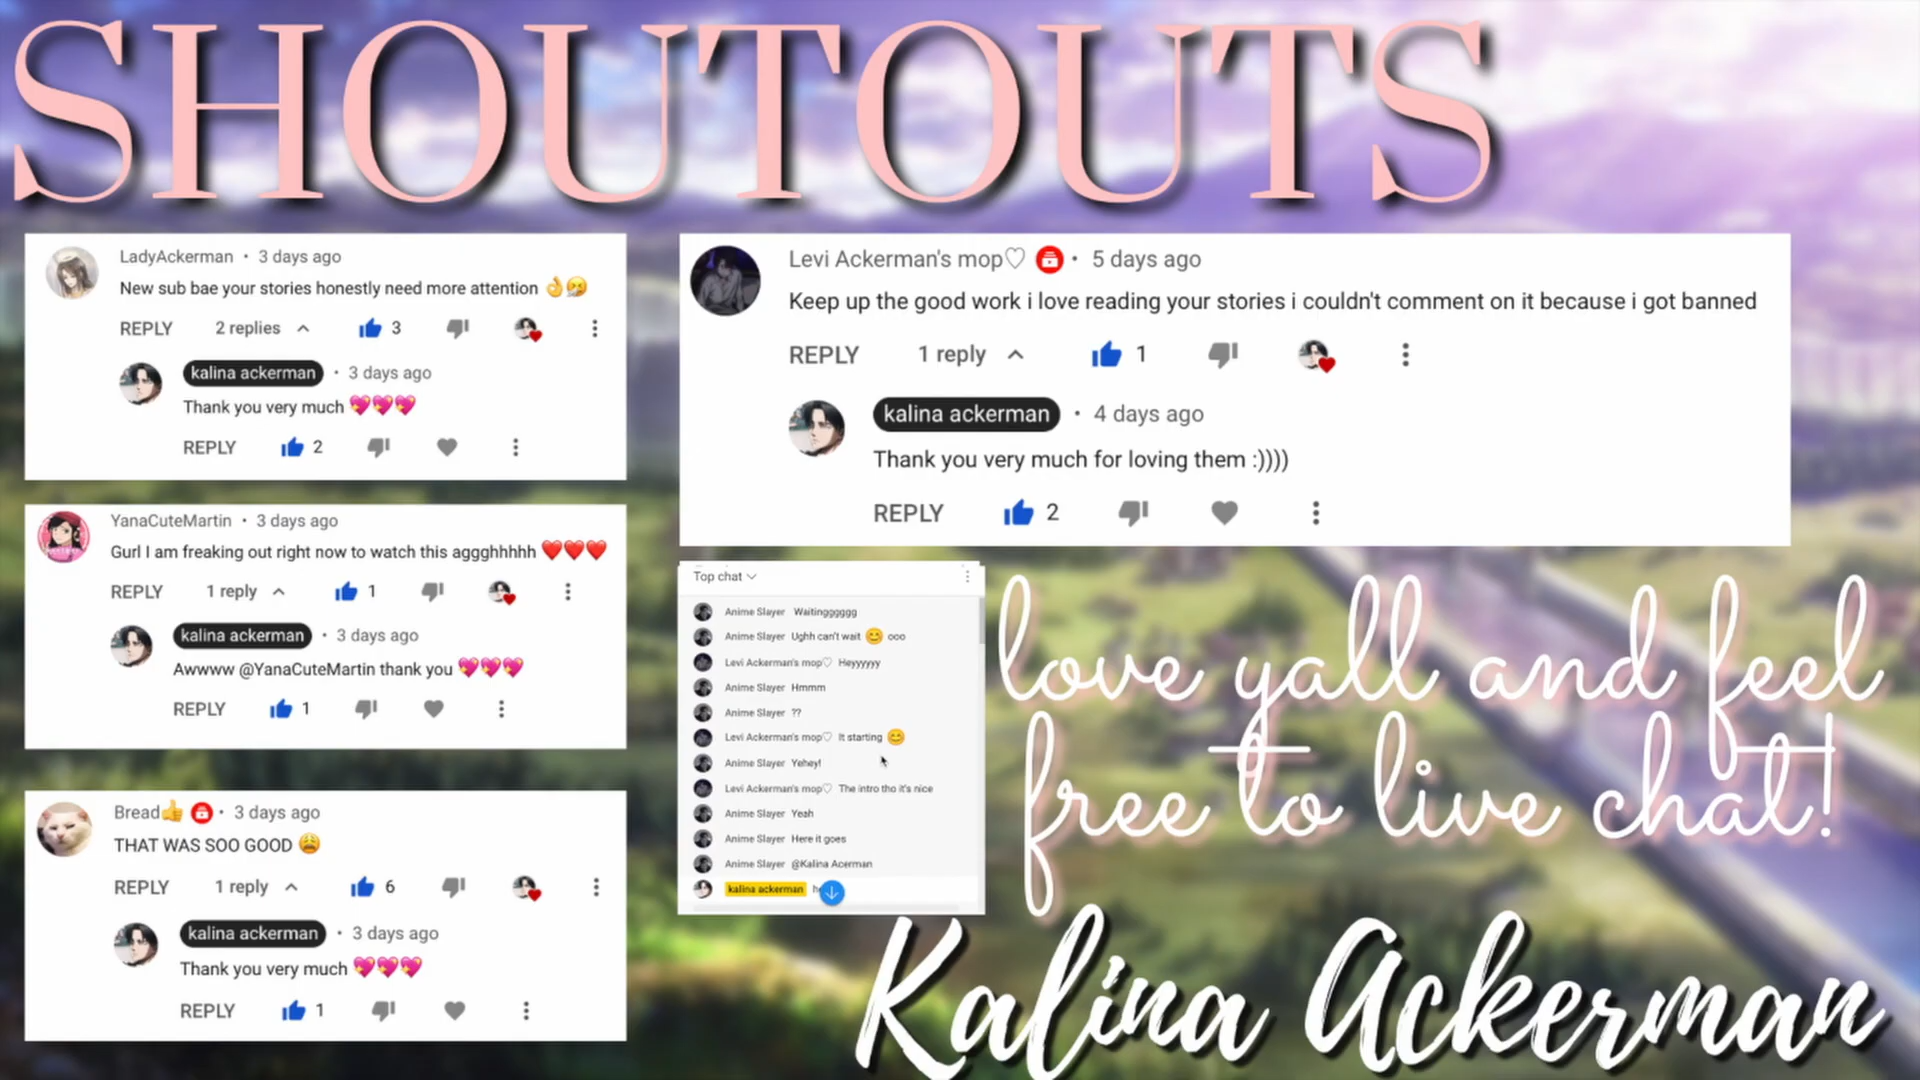 SHOUTOUTS
LadyAckerman • 3 days ago
New sub bae your stories honestly need more attention 👌🤧
REPLY 2 replies 3
kalina ackerman • 3 days ago
Thank you very much 💖💖💖
REPLY 2
YanaCuteMartin • 3 days ago
Gurl I am freaking out right now to watch this aggghhhhh ❤️❤️❤️
REPLY 1 reply 1
kalina ackerman • 3 days ago
Awwww @YanaCuteMartin thank you 💖💖💖
REPLY 1
Bread👍 • 3 days ago
THAT WAS SOO GOOD 😩
REPLY 1 reply 6
kalina ackerman • 3 days ago
Thank you very much 💖💖💖
REPLY 1
Levi Ackerman's mop♡ • 5 days ago
Keep up the good work i love reading your stories i couldn't comment on it because i got banned
REPLY 1 reply 1
kalina ackerman • 4 days ago
Thank you very much for loving them :))))
REPLY 2
Top chat
Anime Slayer Waitingggggg
Anime Slayer Ughh can't wait 😊 ooo
Levi Ackerman's mop♡ Heyyyyyy
Anime Slayer Hmmm
Anime Slayer ??
Levi Ackerman's mop♡ It starting 😊
Anime Slayer Yehey!
Levi Ackerman's mop♡ The intro tho it's nice
Anime Slayer Yeah
Anime Slayer Here it goes
Anime Slayer @Kalina Acerman
kalina ackerman
love yall and feel
free to live chat!
Kalina Ackerman